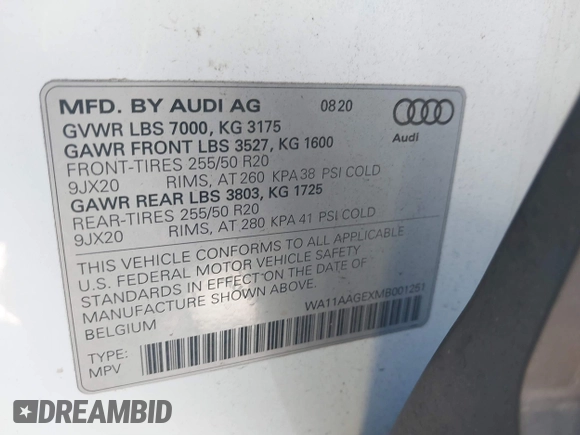 MFD. BY AUDI AG 08 20
GVWR LBS 7000, KG 3175
GAWR FRONT LBS 3527, KG 1600
FRONT-TIRES 255/50 R20
9JX20 RIMS, AT 260 KPA 38 PSI COLD
GAWR REAR LBS 3803, KG 1725
REAR-TIRES 255/50 R20
9JX20 RIMS, AT 280 KPA 41 PSI COLD
Audi
THIS VEHICLE CONFORMS TO ALL APPLICABLE
U.S. FEDERAL MOTOR VEHICLE SAFETY
STANDARDS IN EFFECT ON THE DATE OF
MANUFACTURE SHOWN ABOVE.
BELGIUM
WA11AAGEXMB001251
TYPE:
MPV
DREAMBID